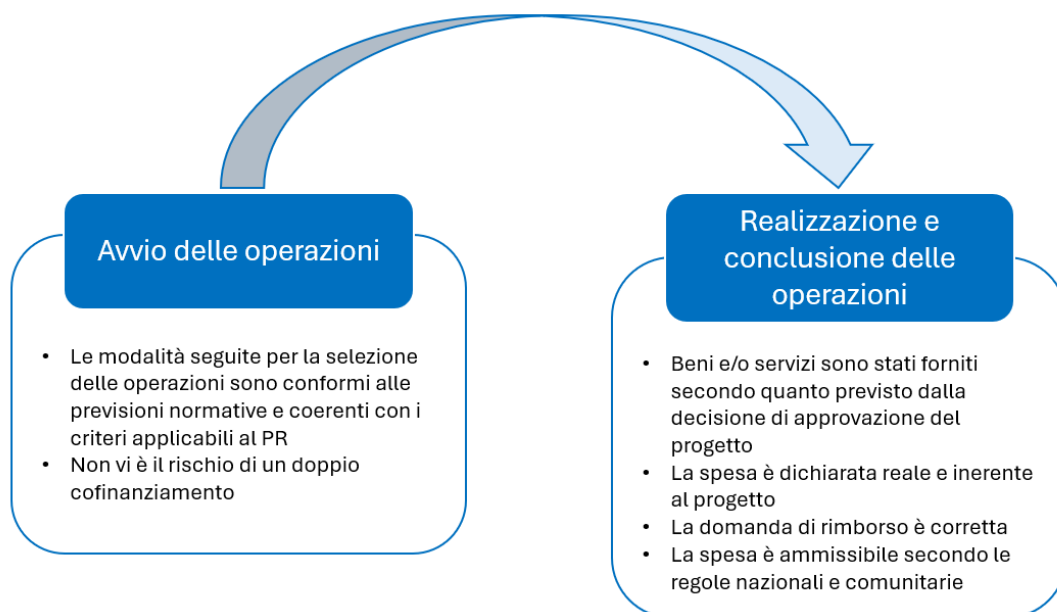 Avvio delle operazioni
• Le modalità seguite per la selezione
delle operazioni sono conformi alle
previsioni normative e coerenti con i
criteri applicabili al PR
• Non vi è il rischio di un doppio
cofinanziamento
Realizzazione e
conclusione delle
operazioni
• Beni e/o servizi sono stati forniti
secondo quanto previsto dalla
decisione di approvazione del
progetto
• La spesa è dichiarata reale e inerente
al progetto
• La domanda di rimborso è corretta
• La spesa è ammissibile secondo le
regole nazionali e comunitarie